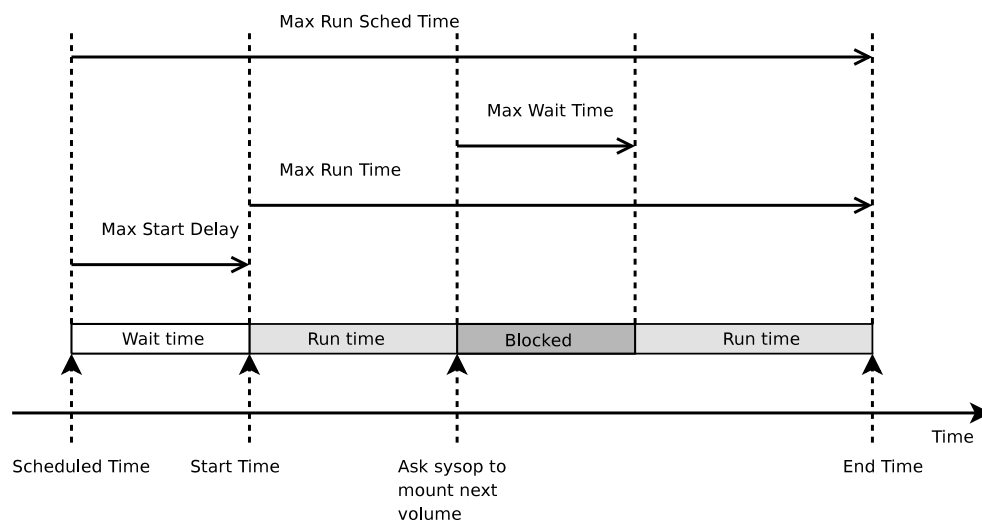 Max Run Sched Time
Max Wait Time
Max Run Time
Max Start Delay
Wait time
Run time
Blocked
Run time
Time
Scheduled Time
Start Time
Ask sysop to
mount next
volume
End Time